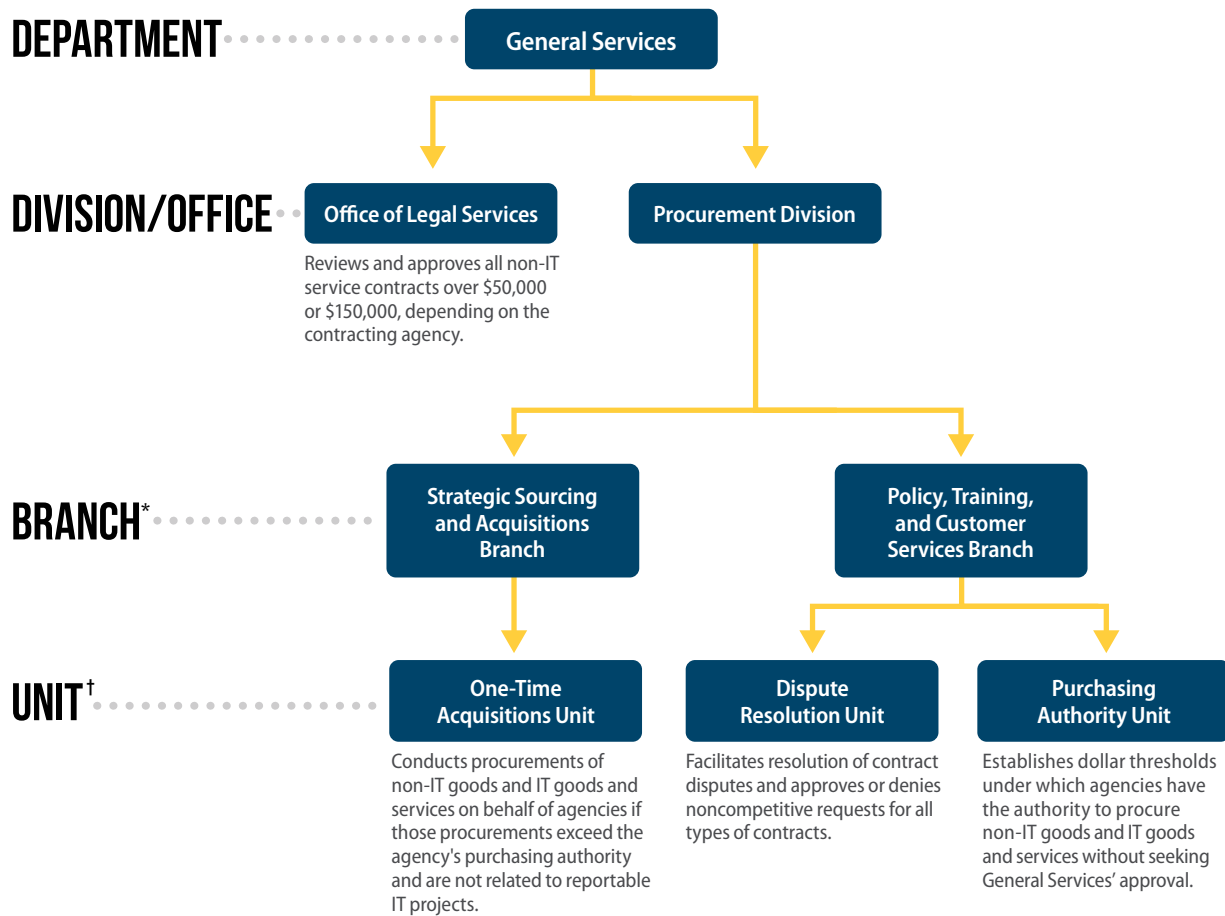 DEPARTMENT
General Services
DIVISION/OFFICE
Office of Legal Services
Reviews and approves all non-IT
service contracts over $50,000
or $150,000, depending on the
contracting agency.
Procurement Division
BRANCH*
Strategic Sourcing
and Acquisitions
Branch
Policy, Training,
and Customer
Services Branch
UNIT†
One-Time
Acquisitions Unit
Conducts procurements of
non-IT goods and IT goods and
services on behalf of agencies if
those procurements exceed the
agency's purchasing authority
and are not related to reportable
IT projects.
Dispute
Resolution Unit
Facilitates resolution of contract
disputes and approves or denies
noncompetitive requests for all
types of contracts.
Purchasing
Authority Unit
Establishes dollar thresholds
under which agencies have
the authority to procure
non-IT goods and IT goods
and services without seeking
General Services’ approval.